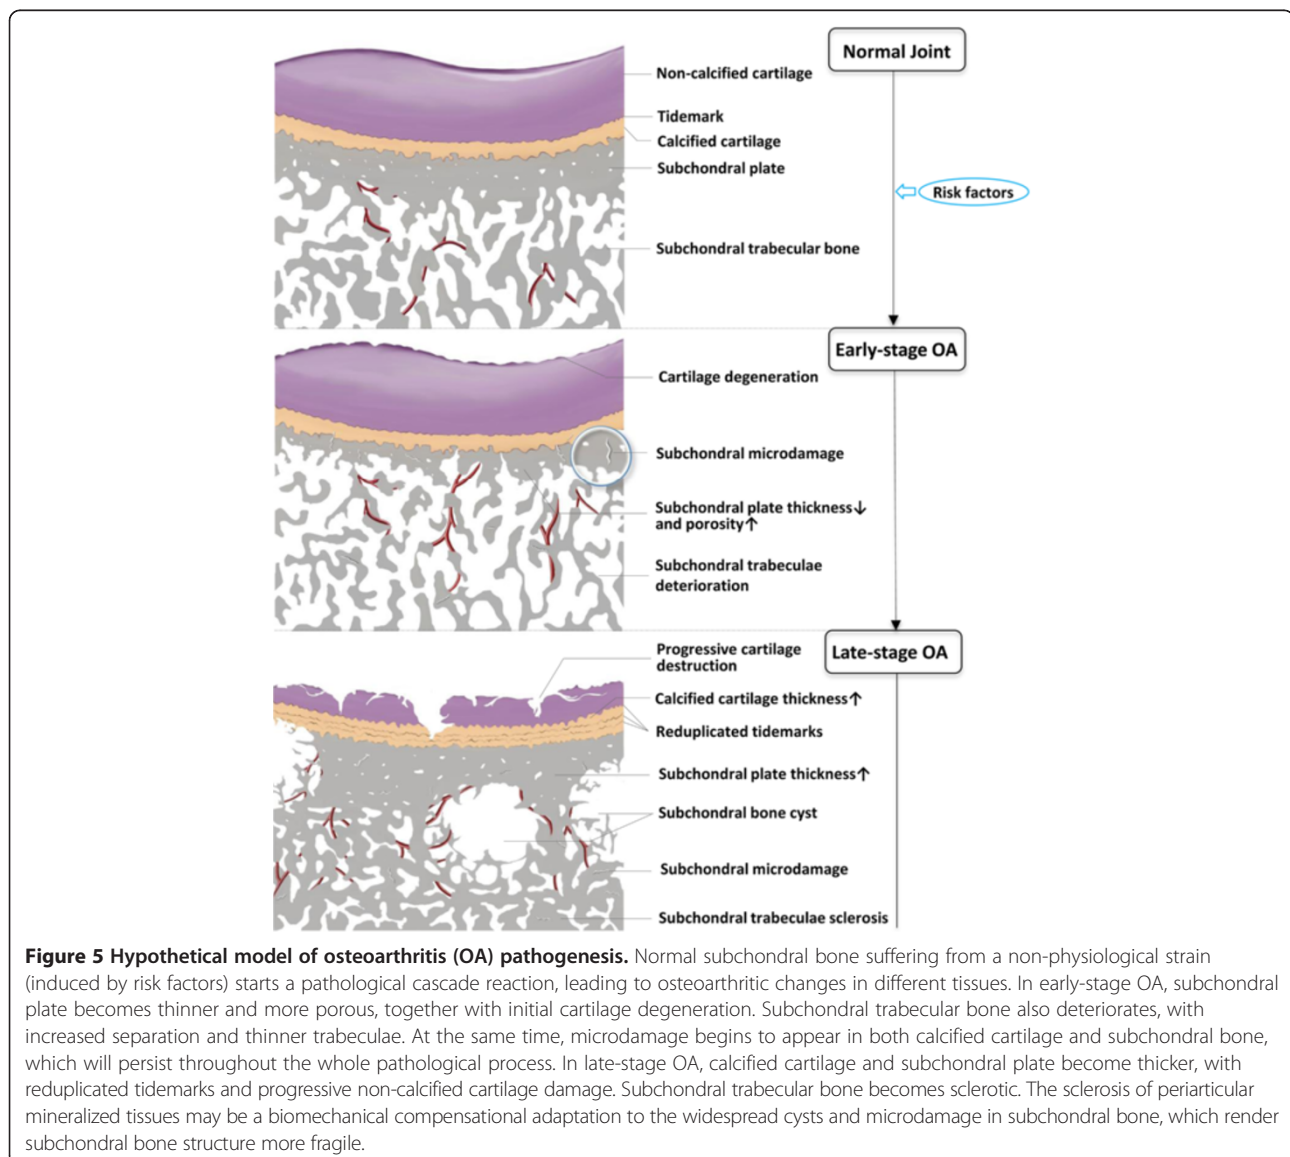 Normal Joint
Non-calcified cartilage
Tidemark
Calcified cartilage
Subchondral plate
Risk factors
Subchondral trabecular bone
Early-stage OA
Cartilage degeneration
Subchondral microdamage
Subchondral plate thickness↓
and porosity↑
Subchondral trabeculae
deterioration
Late-stage OA
Progressive cartilage
destruction
Calcified cartilage thickness↑
Reduplicated tidemarks
Subchondral plate thickness↑
Subchondral bone cyst
Subchondral microdamage
Subchondral trabeculae sclerosis
Figure 5 Hypothetical model of osteoarthritis (OA) pathogenesis. Normal subchondral bone suffering from a non-physiological strain
(induced by risk factors) starts a pathological cascade reaction, leading to osteoarthritic changes in different tissues. In early-stage OA, subchondral
plate becomes thinner and more porous, together with initial cartilage degeneration. Subchondral trabecular bone also deteriorates, with
increased separation and thinner trabeculae. At the same time, microdamage begins to appear in both calcified cartilage and subchondral bone,
which will persist throughout the whole pathological process. In late-stage OA, calcified cartilage and subchondral plate become thicker, with
reduplicated tidemarks and progressive non-calcified cartilage damage. Subchondral trabecular bone becomes sclerotic. The sclerosis of periarticular
mineralized tissues may be a biomechanical compensational adaptation to the widespread cysts and microdamage in subchondral bone, which render
subchondral bone structure more fragile.